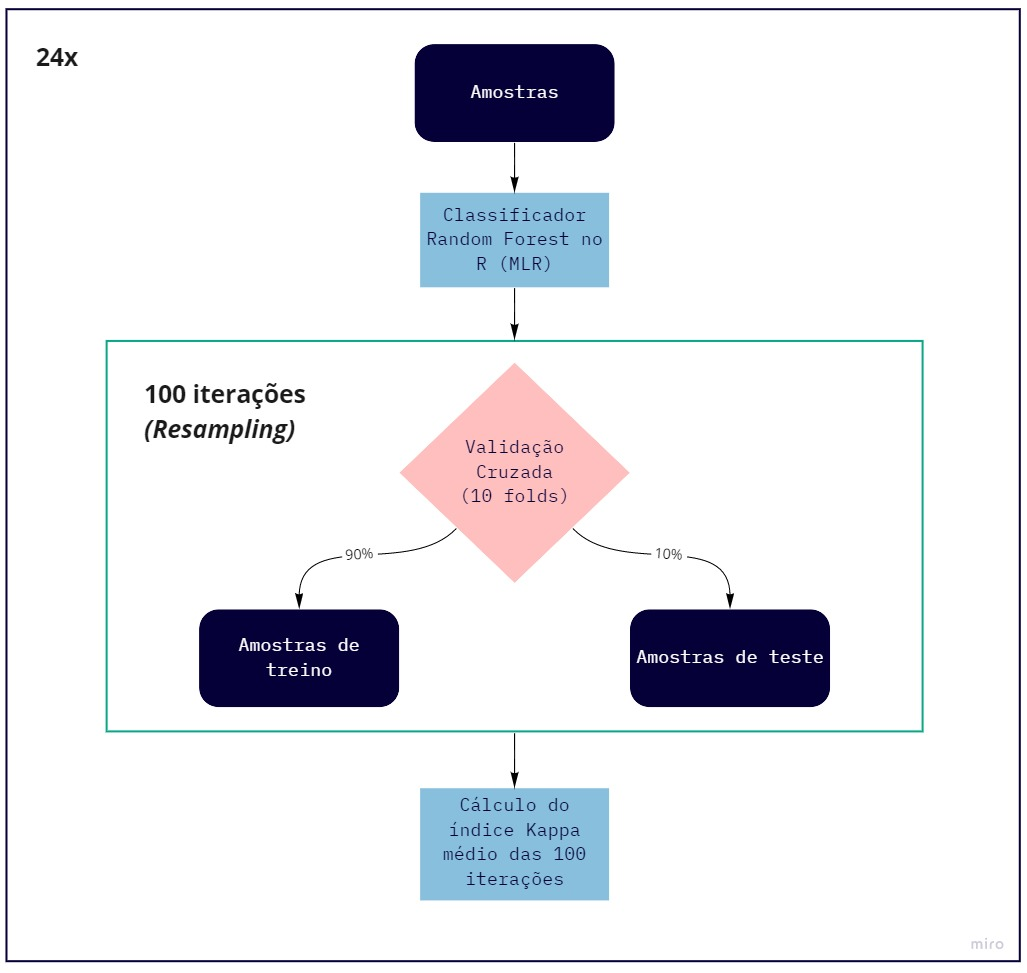 24x
Amostras
Classificador
Random Forest no
R (MLR)
100 iterações
(Resampling)
Validação
Cruzada
(10 folds)
90%
10%
Amostras de
treino
Amostras de teste
Cálculo do
índice Kappa
médio das 100
iterações
miro